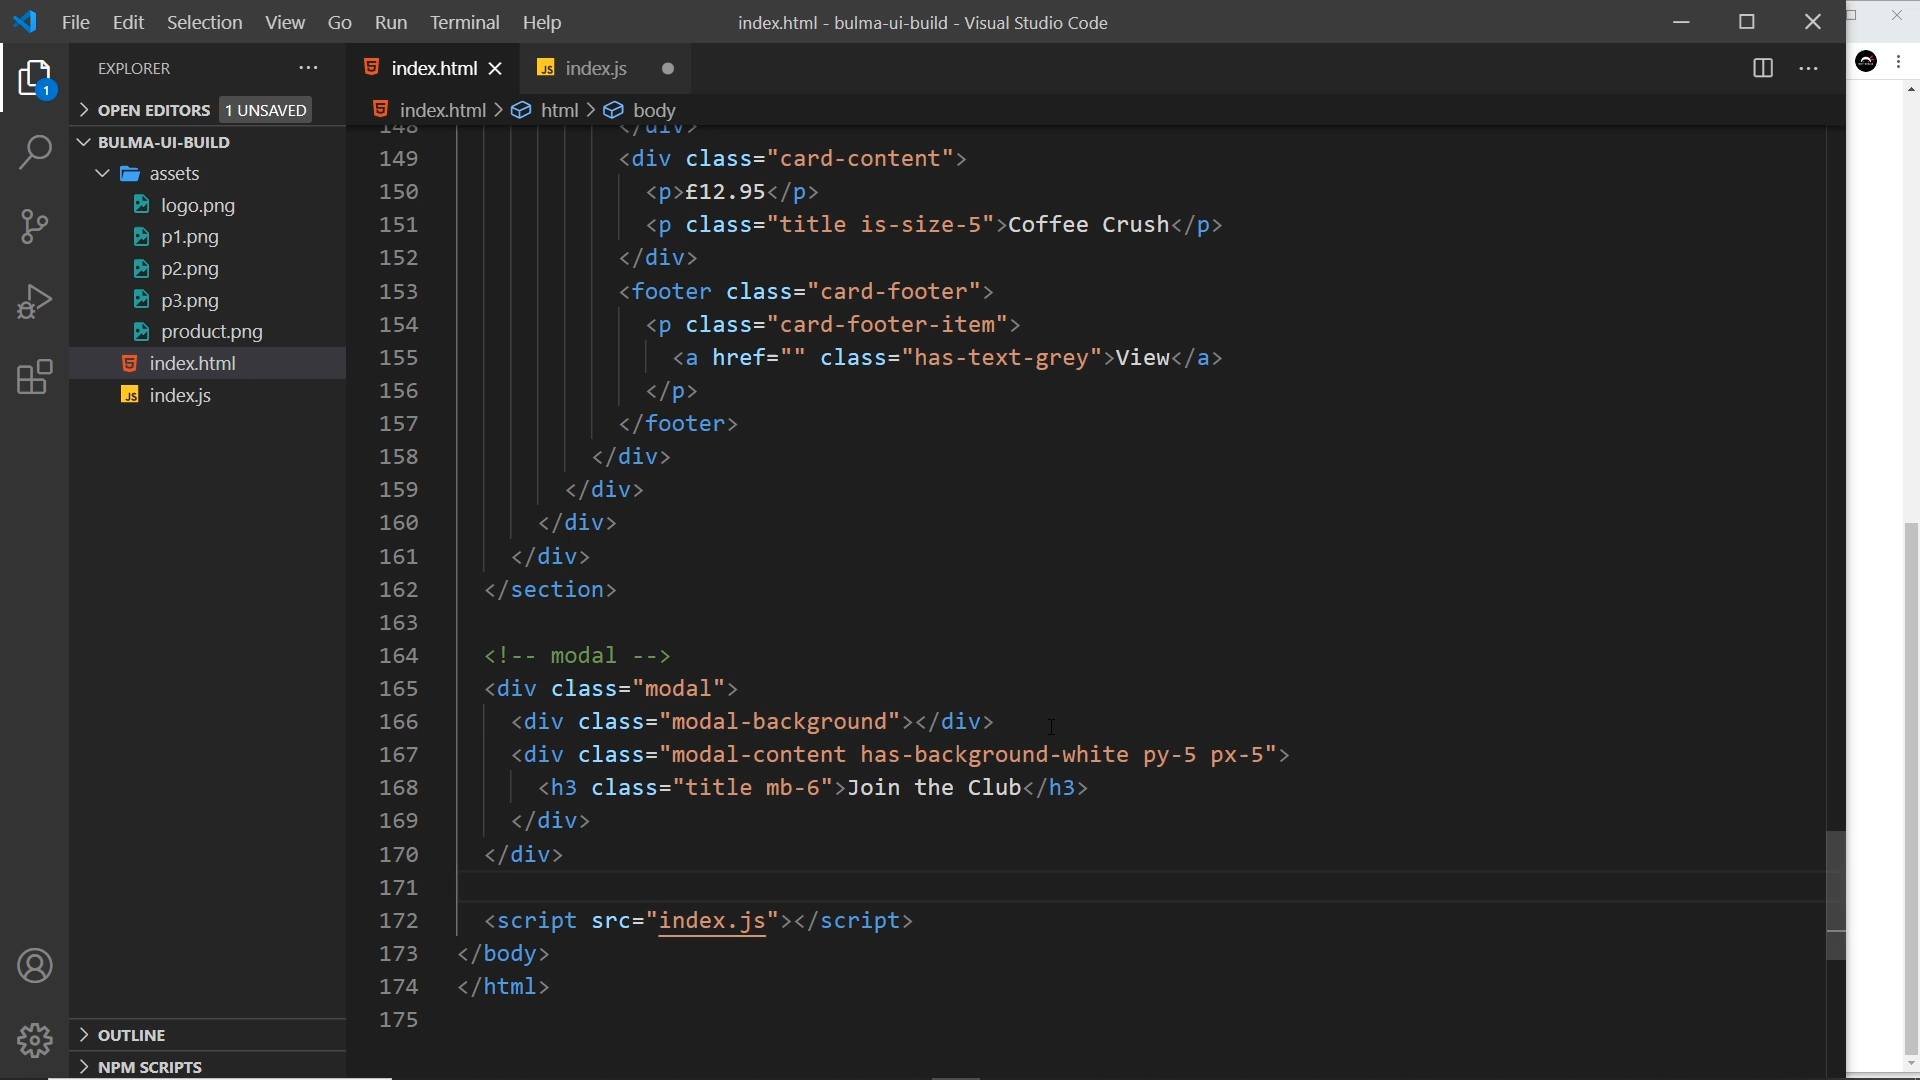 File Edit Selection View Go Run Terminal Help
index.html - bulma-ui-build - Visual Studio Code
EXPLORER
index.html
JS index.js
1
OPEN EDITORS 1 UNSAVED
index.html > html > body
BULMA-UI-BUILD
assets
logo.png
p1.png
p2.png
p3.png
product.png
index.html
JS index.js
148 </div>
149 <div class="card-content">
150 <p>£12.95</p>
151 <p class="title is-size-5">Coffee Crush</p>
152 </div>
153 <footer class="card-footer">
154 <p class="card-footer-item">
155 <a href="" class="has-text-grey">View</a>
156 </p>
157 </footer>
158 </div>
159 </div>
160 </div>
161 </div>
162 </section>
163
164 <!-- modal -->
165 <div class="modal">
166 <div class="modal-background"></div>
167 <div class="modal-content has-background-white py-5 px-5">
168 <h3 class="title mb-6">Join the Club</h3>
169 </div>
170 </div>
171
172 <script src="index.js"></script>
173 </body>
174 </html>
175
OUTLINE
NPM SCRIPTS